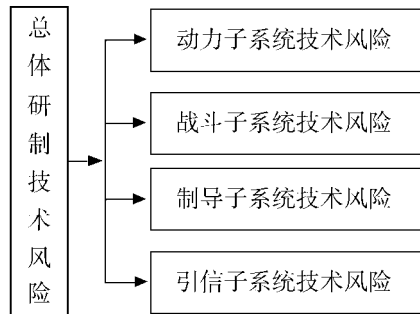 总体研制技术风险
动力子系统技术风险
战斗子系统技术风险
制导子系统技术风险
引信子系统技术风险